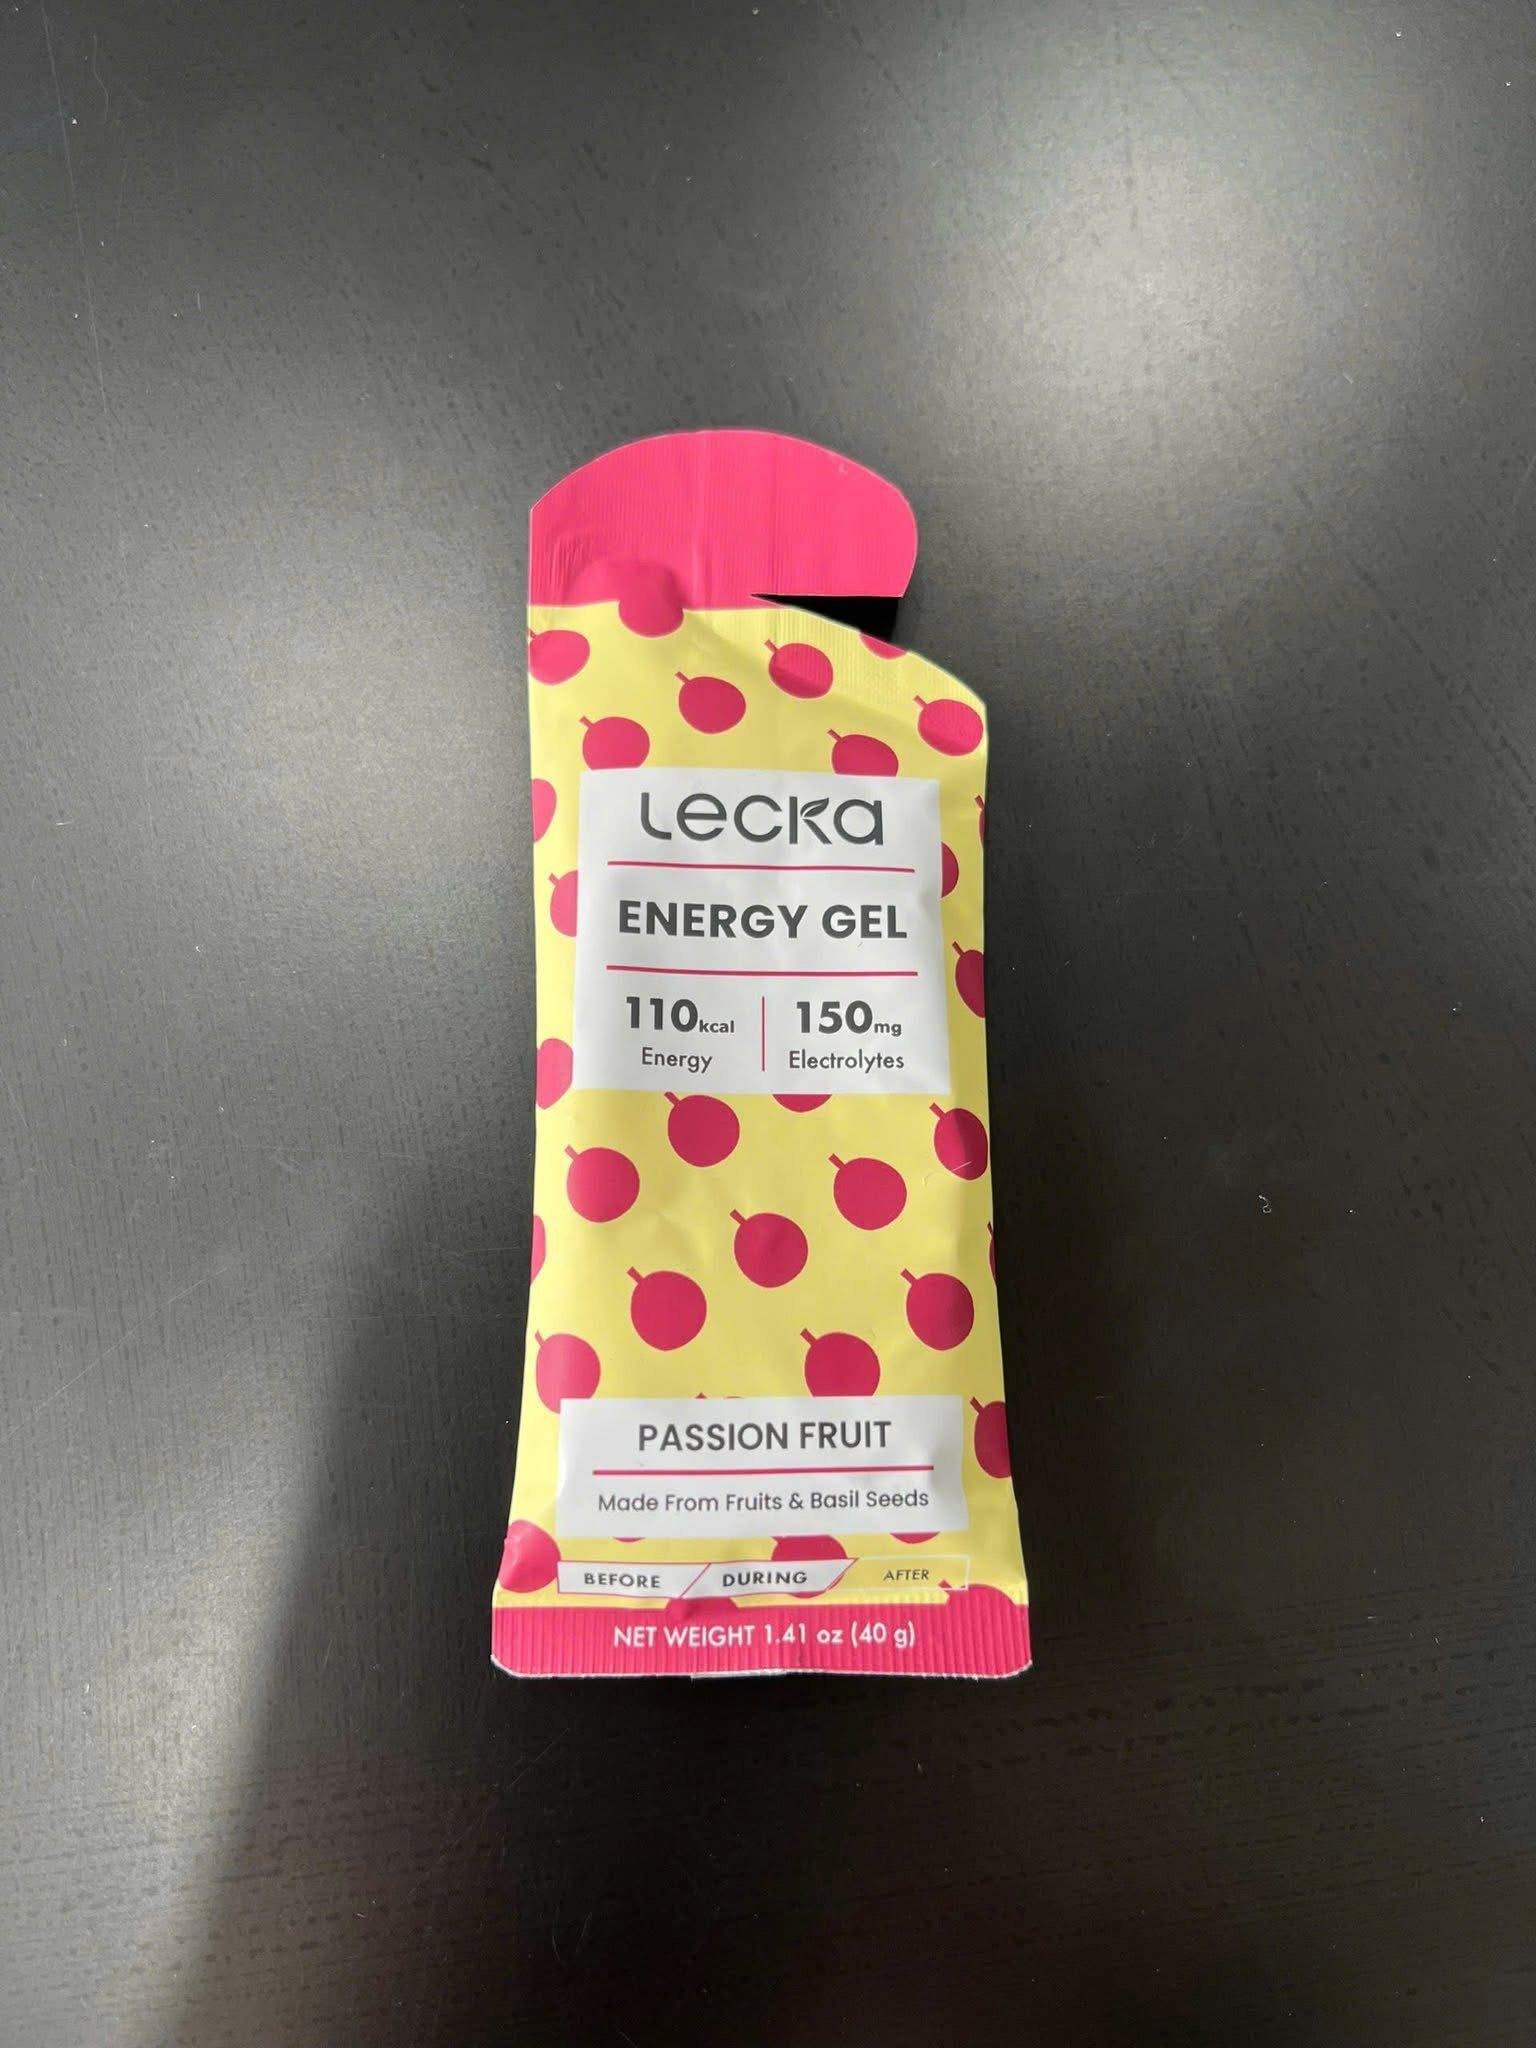 Lecka
ENERGY GEL
110kcal
Energy
150mg
Electrolytes
PASSION FRUIT
Made From Fruits & Basil Seeds
BEFORE DURING AFTER
NET WEIGHT 1.41 oz (40 g)